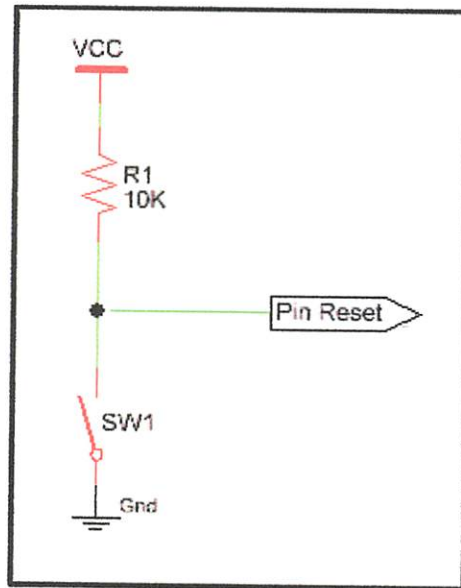 VCC
R1
10K
Pin Reset
SW1
Gnd